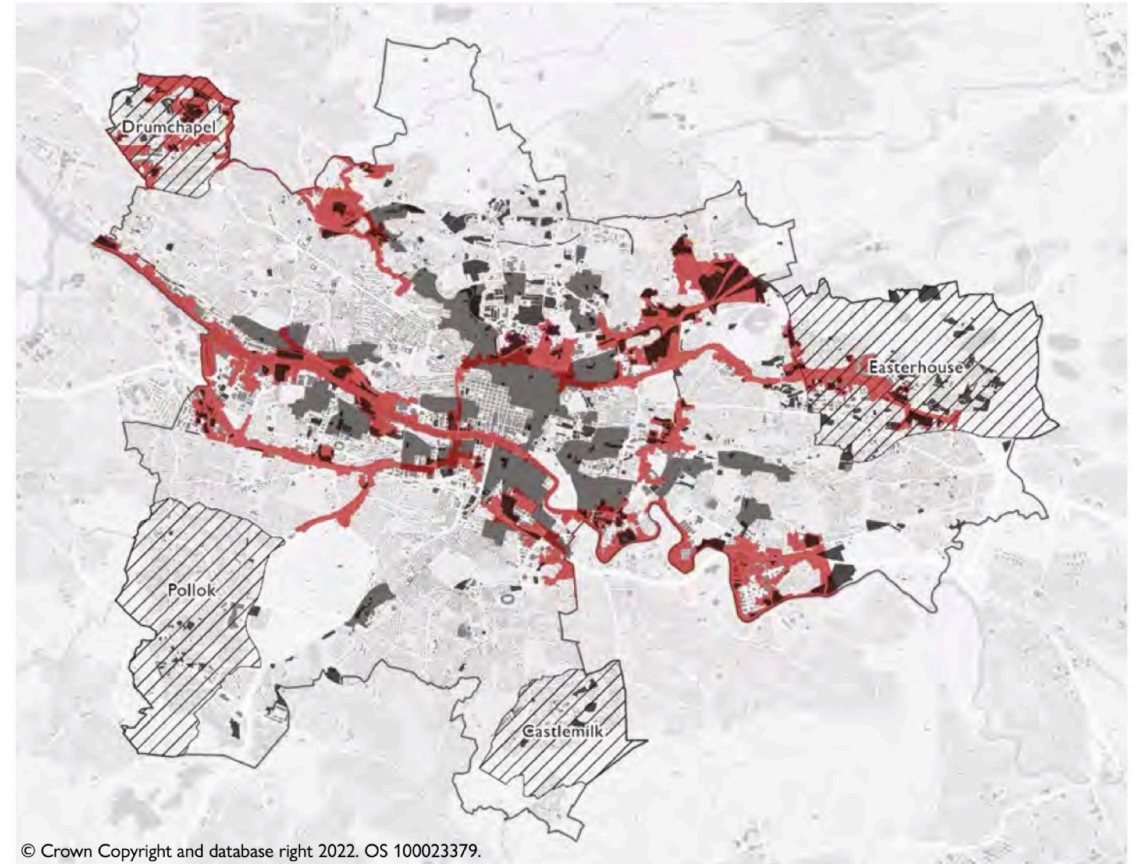 Drumchapel
Easterhouse
Pollok
Castlemilk
© Crown Copyright and database right 2022. OS 100023379.